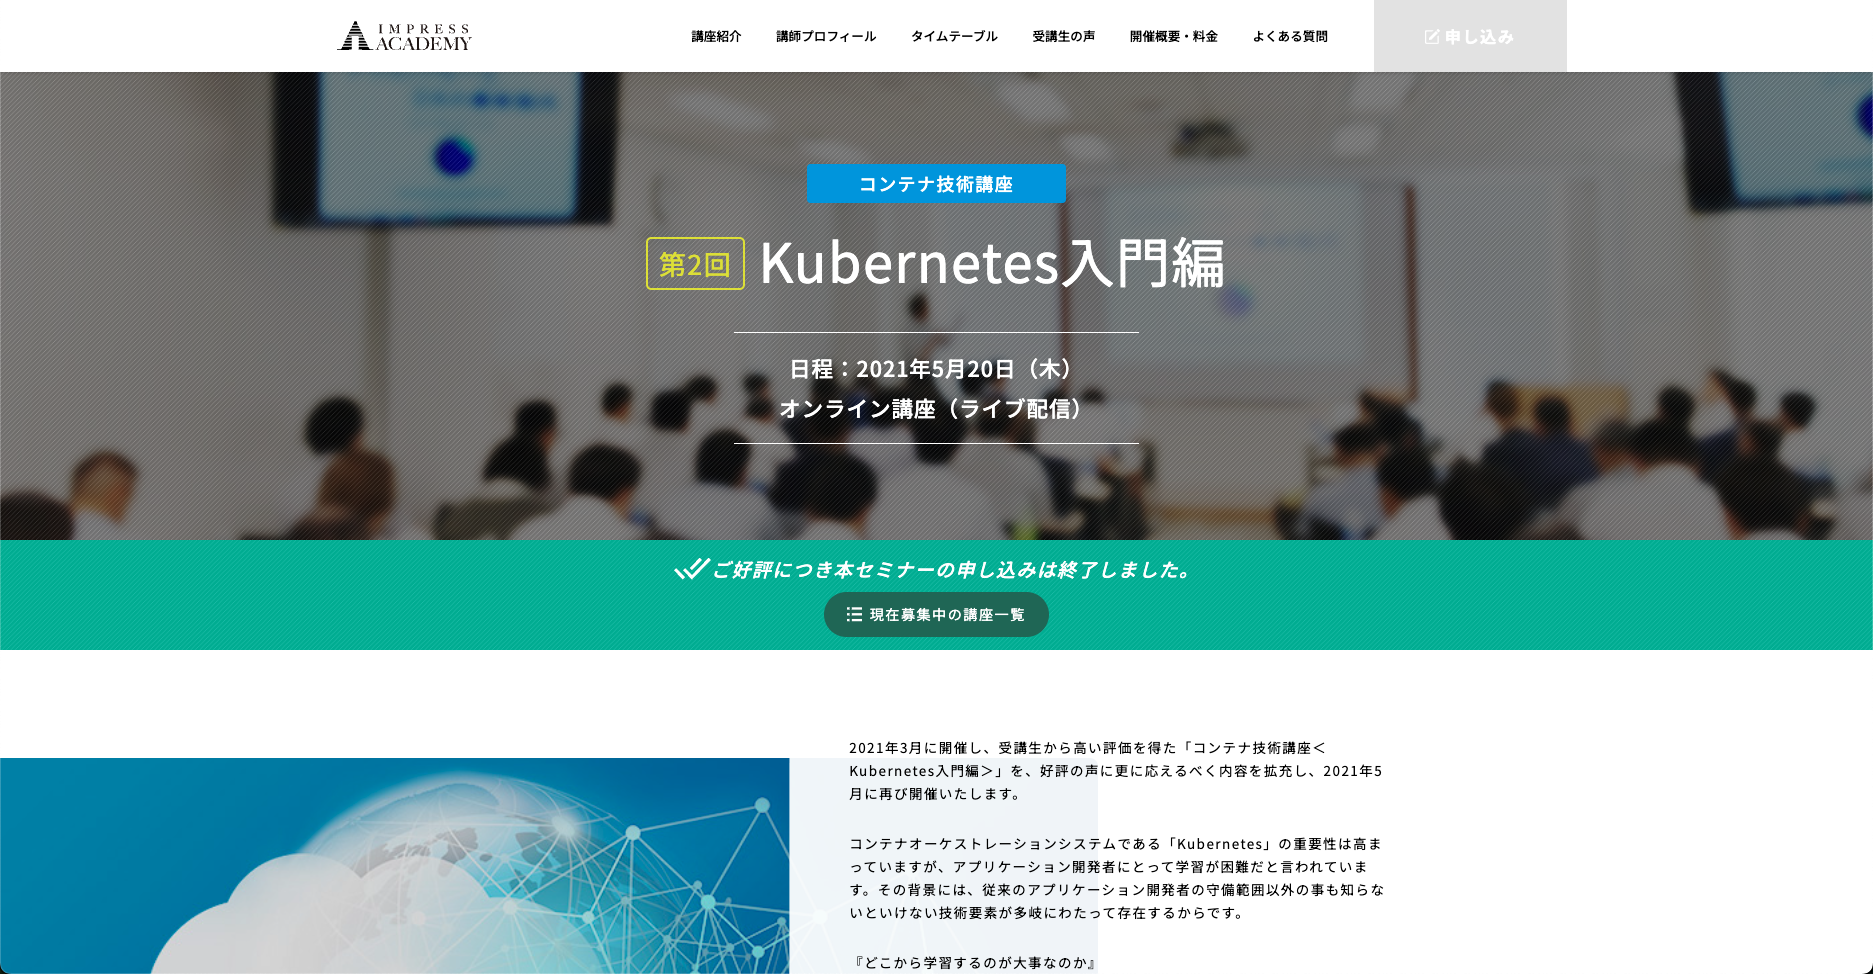 IMPRESS
ACADEMY
講座紹介
講師プロフィール
タイムテーブル
受講生の声
開催概要・料金
よくある質問
申し込み
コンテナ技術講座
第2回
Kubernetes入門編
日程：2021年5月20日（木）
オンライン講座（ライブ配信）
ご好評につき本セミナーの申し込みは終了しました。
現在募集中の講座一覧
2021年3月に開催し、受講生から高い評価を得た「コンテナ技術講座＜
Kubernetes入門編＞」を、好評の声に更に応えるべく内容を拡充し、2021年5
月に再び開催いたします。
コンテナオーケストレーションシステムである「Kubernetes」の重要性は高ま
っていますが、アプリケーション開発者にとって学習が困難だと言われていま
す。その背景には、従来のアプリケーション開発者の守備範囲以外の事も知らな
いといけない技術要素が多岐にわたって存在するからです。
『どこから学習するのが大事なのか』